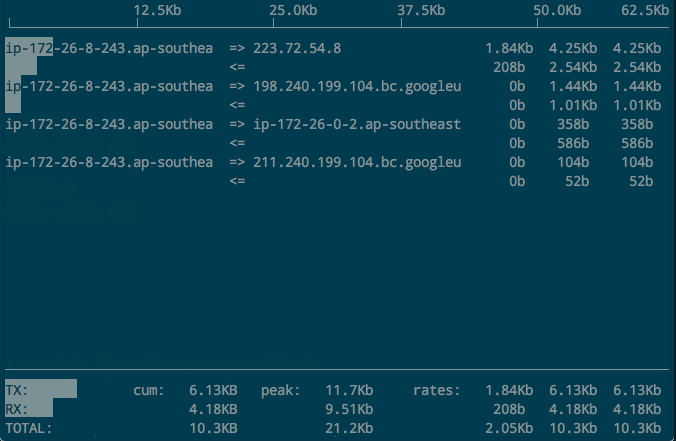 12.5Kb 25.0Kb 37.5Kb 50.0Kb 62.5Kb
ip-172-26-8-243.ap-southea => 223.72.54.8 1.84Kb 4.25Kb 4.25Kb
<= 208b 2.54Kb 2.54Kb
ip-172-26-8-243.ap-southea => 198.240.199.104.bc.googleu 0b 1.44Kb 1.44Kb
<= 0b 1.01Kb 1.01Kb
ip-172-26-8-243.ap-southea => ip-172-26-0-2.ap-southeast 0b 358b 358b
<= 0b 586b 586b
ip-172-26-8-243.ap-southea => 211.240.199.104.bc.googleu 0b 104b 104b
<= 0b 52b 52b
TX: cum: 6.13KB peak: 11.7Kb rates: 1.84Kb 6.13Kb 6.13Kb
RX: 4.18KB 9.51Kb 208b 4.18Kb 4.18Kb
TOTAL: 10.3KB 21.2Kb 2.05Kb 10.3Kb 10.3Kb